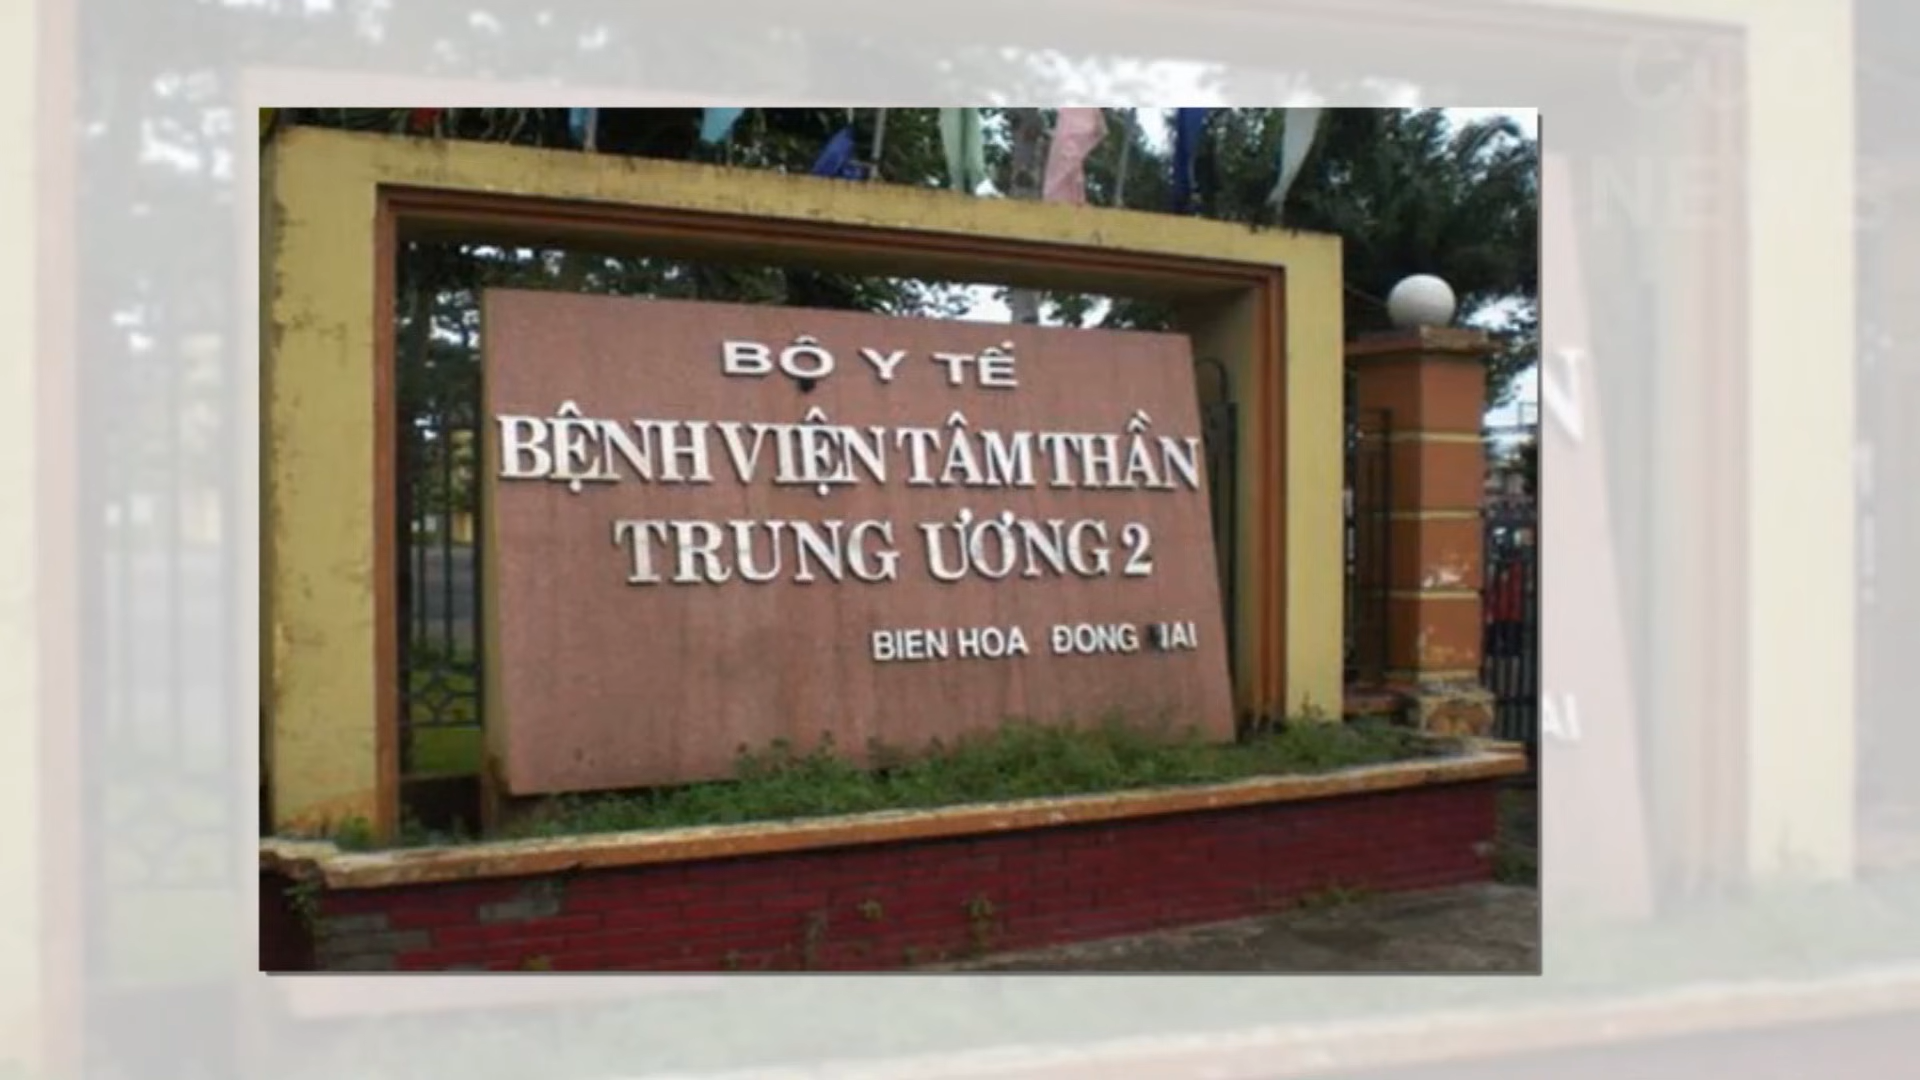 BỘ Y TẾ
BỆNH VIỆN TÂM THẦN
TRUNG ƯƠNG 2
BIEN HOA ĐONG